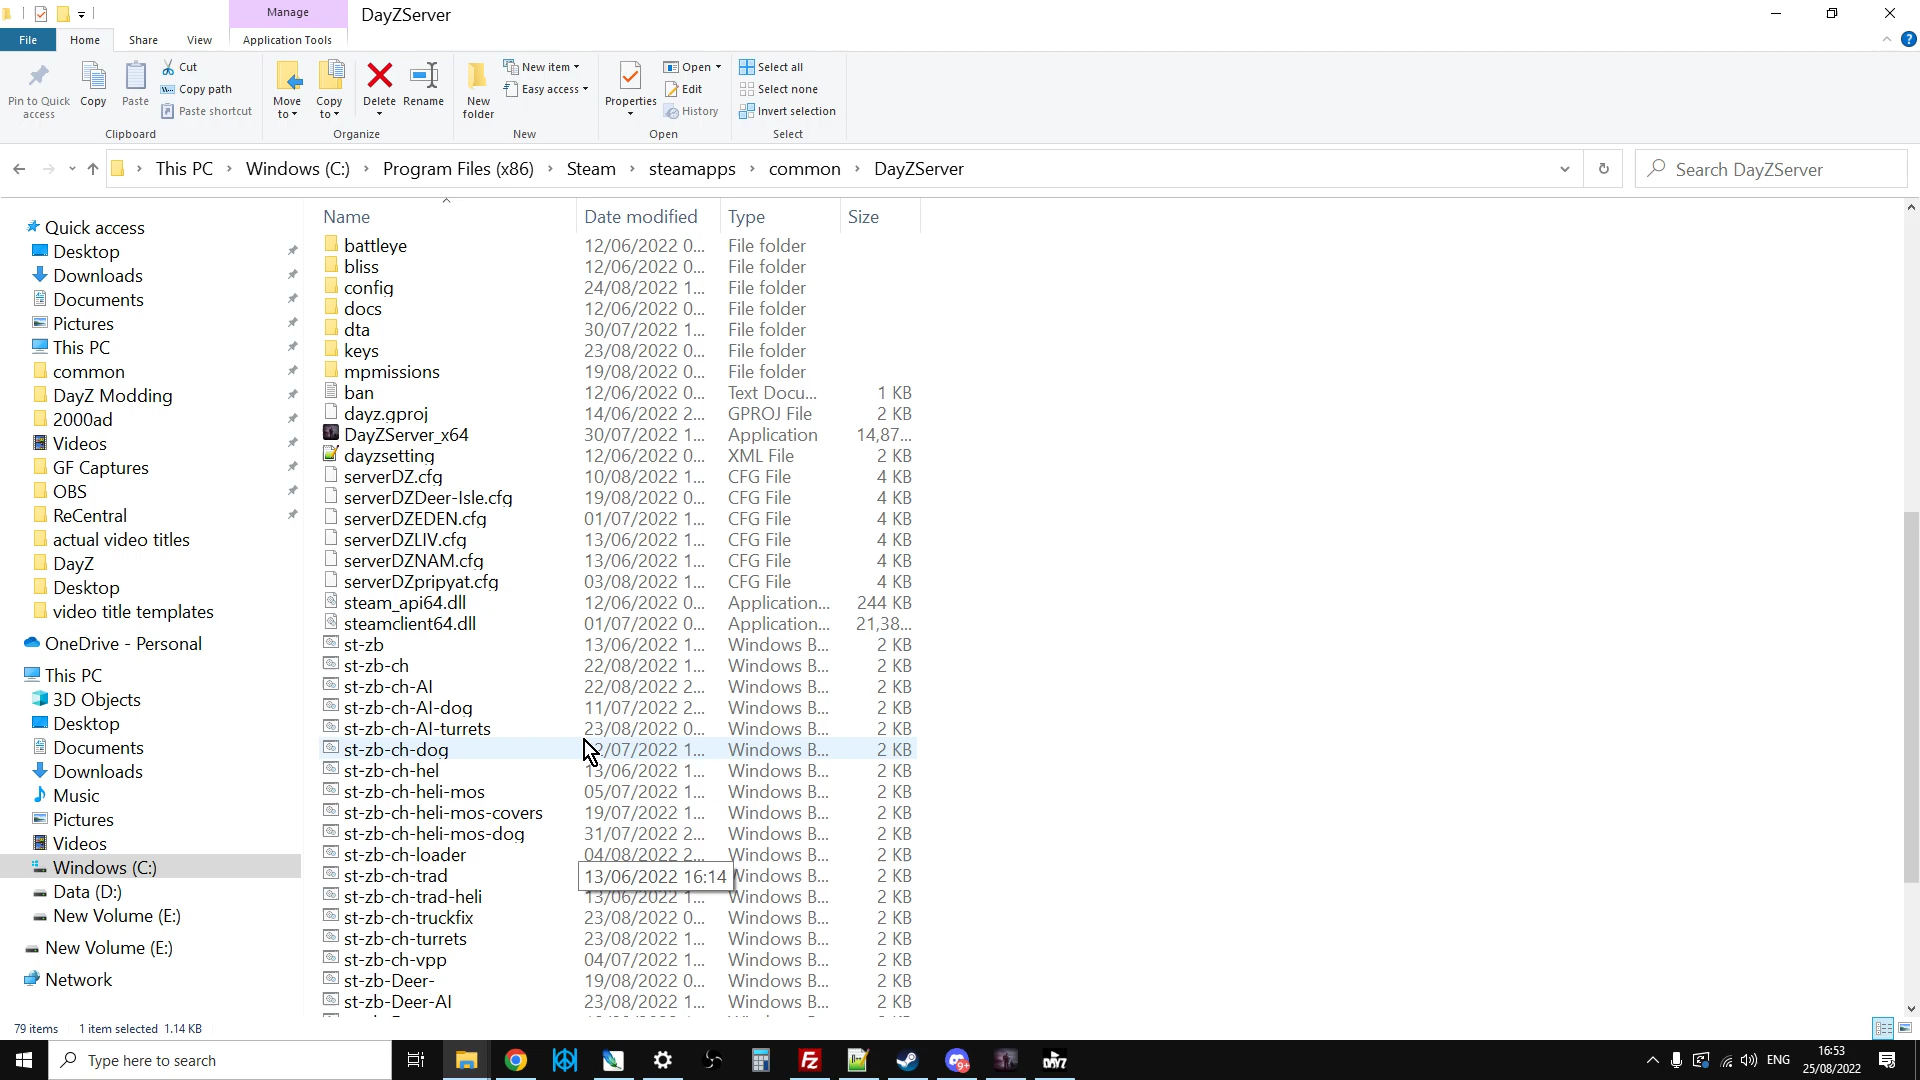 Manage
DayZServer
File
Home
Share
View
Application Tools
Pin to Quick access
Copy
Paste
Cut
Copy path
Paste shortcut
Clipboard
Move to
Copy to
Delete
Rename
Organize
New folder
New item
Easy access
New
Properties
Open
Edit
History
Open
Select all
Select none
Invert selection
Select
This PC
Windows (C:)
Program Files (x86)
Steam
steamapps
common
DayZServer
Search DayZServer
Quick access
Desktop
Downloads
Documents
Pictures
This PC
common
DayZ Modding
2000ad
Videos
GF Captures
OBS
ReCentral
actual video titles
DayZ
Desktop
video title templates
OneDrive - Personal
This PC
3D Objects
Desktop
Documents
Downloads
Music
Pictures
Videos
Windows (C:)
Data (D:)
New Volume (E:)
New Volume (E:)
Network
Name Date modified Type Size
battleye 12/06/2022 0... File folder
bliss 12/06/2022 0... File folder
config 24/08/2022 1... File folder
docs 12/06/2022 0... File folder
dta 30/07/2022 1... File folder
keys 23/08/2022 0... File folder
mpmissions 19/08/2022 0... File folder
ban 12/06/2022 0... Text Docu... 1 KB
dayz.gproj 14/06/2022 2... GPROJ File 2 KB
DayZServer_x64 30/07/2022 1... Application 14,87...
dayzsetting 12/06/2022 0... XML File 2 KB
serverDZ.cfg 10/08/2022 1... CFG File 4 KB
serverDZDeer-Isle.cfg 19/08/2022 0... CFG File 4 KB
serverDZEDEN.cfg 01/07/2022 1... CFG File 4 KB
serverDZLIV.cfg 13/06/2022 1... CFG File 4 KB
serverDZNAM.cfg 13/06/2022 1... CFG File 4 KB
serverDZpripyat.cfg 03/08/2022 1... CFG File 4 KB
steam_api64.dll 12/06/2022 0... Application... 244 KB
steamclient64.dll 01/07/2022 0... Application... 21,38...
st-zb 13/06/2022 1... Windows B... 2 KB
st-zb-ch 22/08/2022 1... Windows B... 2 KB
st-zb-ch-AI 22/08/2022 2... Windows B... 2 KB
st-zb-ch-AI-dog 11/07/2022 2... Windows B... 2 KB
st-zb-ch-AI-turrets 23/08/2022 0... Windows B... 2 KB
st-zb-ch-dog 2/07/2022 1... Windows B... 2 KB
st-zb-ch-hel 13/06/2022 1... Windows B... 2 KB
st-zb-ch-heli-mos 05/07/2022 1... Windows B... 2 KB
st-zb-ch-heli-mos-covers 19/07/2022 1... Windows B... 2 KB
st-zb-ch-heli-mos-dog 31/07/2022 2... Windows B... 2 KB
st-zb-ch-loader 04/08/2022 2... Windows B... 2 KB
st-zb-ch-trad 13/06/2022 16:14 Windows B... 2 KB
st-zb-ch-trad-heli 13/06/2022 1... Windows B... 2 KB
st-zb-ch-truckfix 23/08/2022 0... Windows B... 2 KB
st-zb-ch-turrets 23/08/2022 1... Windows B... 2 KB
st-zb-ch-vpp 04/07/2022 1... Windows B... 2 KB
st-zb-Deer- 19/08/2022 0... Windows B... 2 KB
st-zb-Deer-AI 23/08/2022 1... Windows B... 2 KB
79 items 1 item selected 1.14 KB
Type here to search
ENG
16:53
25/08/2022